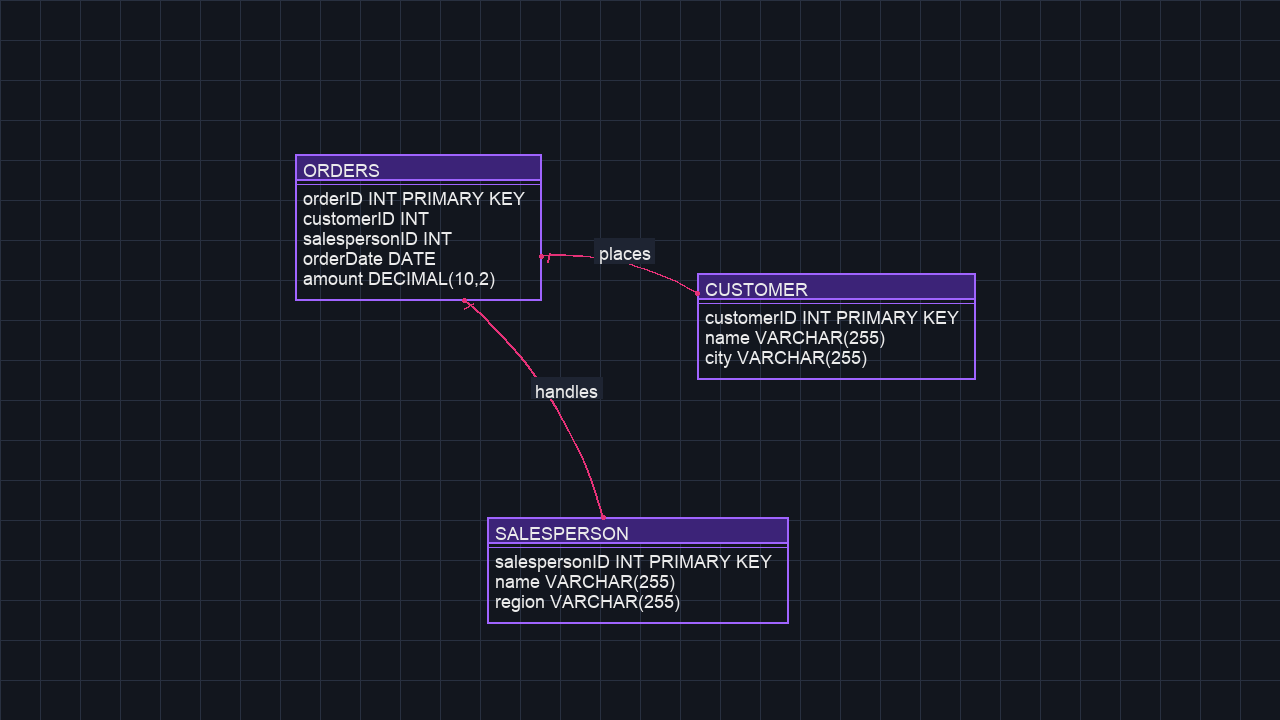 ORDERS
orderID INT PRIMARY KEY
customerID INT
salespersonID INT
orderDate DATE
amount DECIMAL(10,2)
places
CUSTOMER
customerID INT PRIMARY KEY
name VARCHAR(255)
city VARCHAR(255)
handles
SALESPERSON
salespersonID INT PRIMARY KEY
name VARCHAR(255)
region VARCHAR(255)